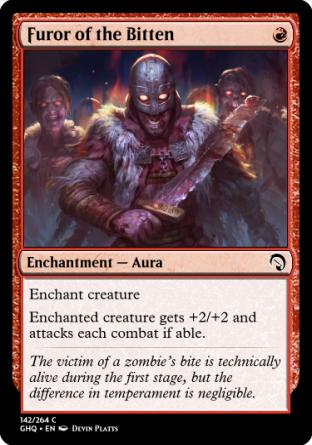 Furor of the Bitten
Enchantment — Aura
Enchant creature
Enchanted creature gets +2/+2 and
attacks each combat if able.
The victim of a zombie's bite is technically
alive during the first stage, but the
difference in temperament is negligible.
142/264 C
GHQ • EN Devin Platts